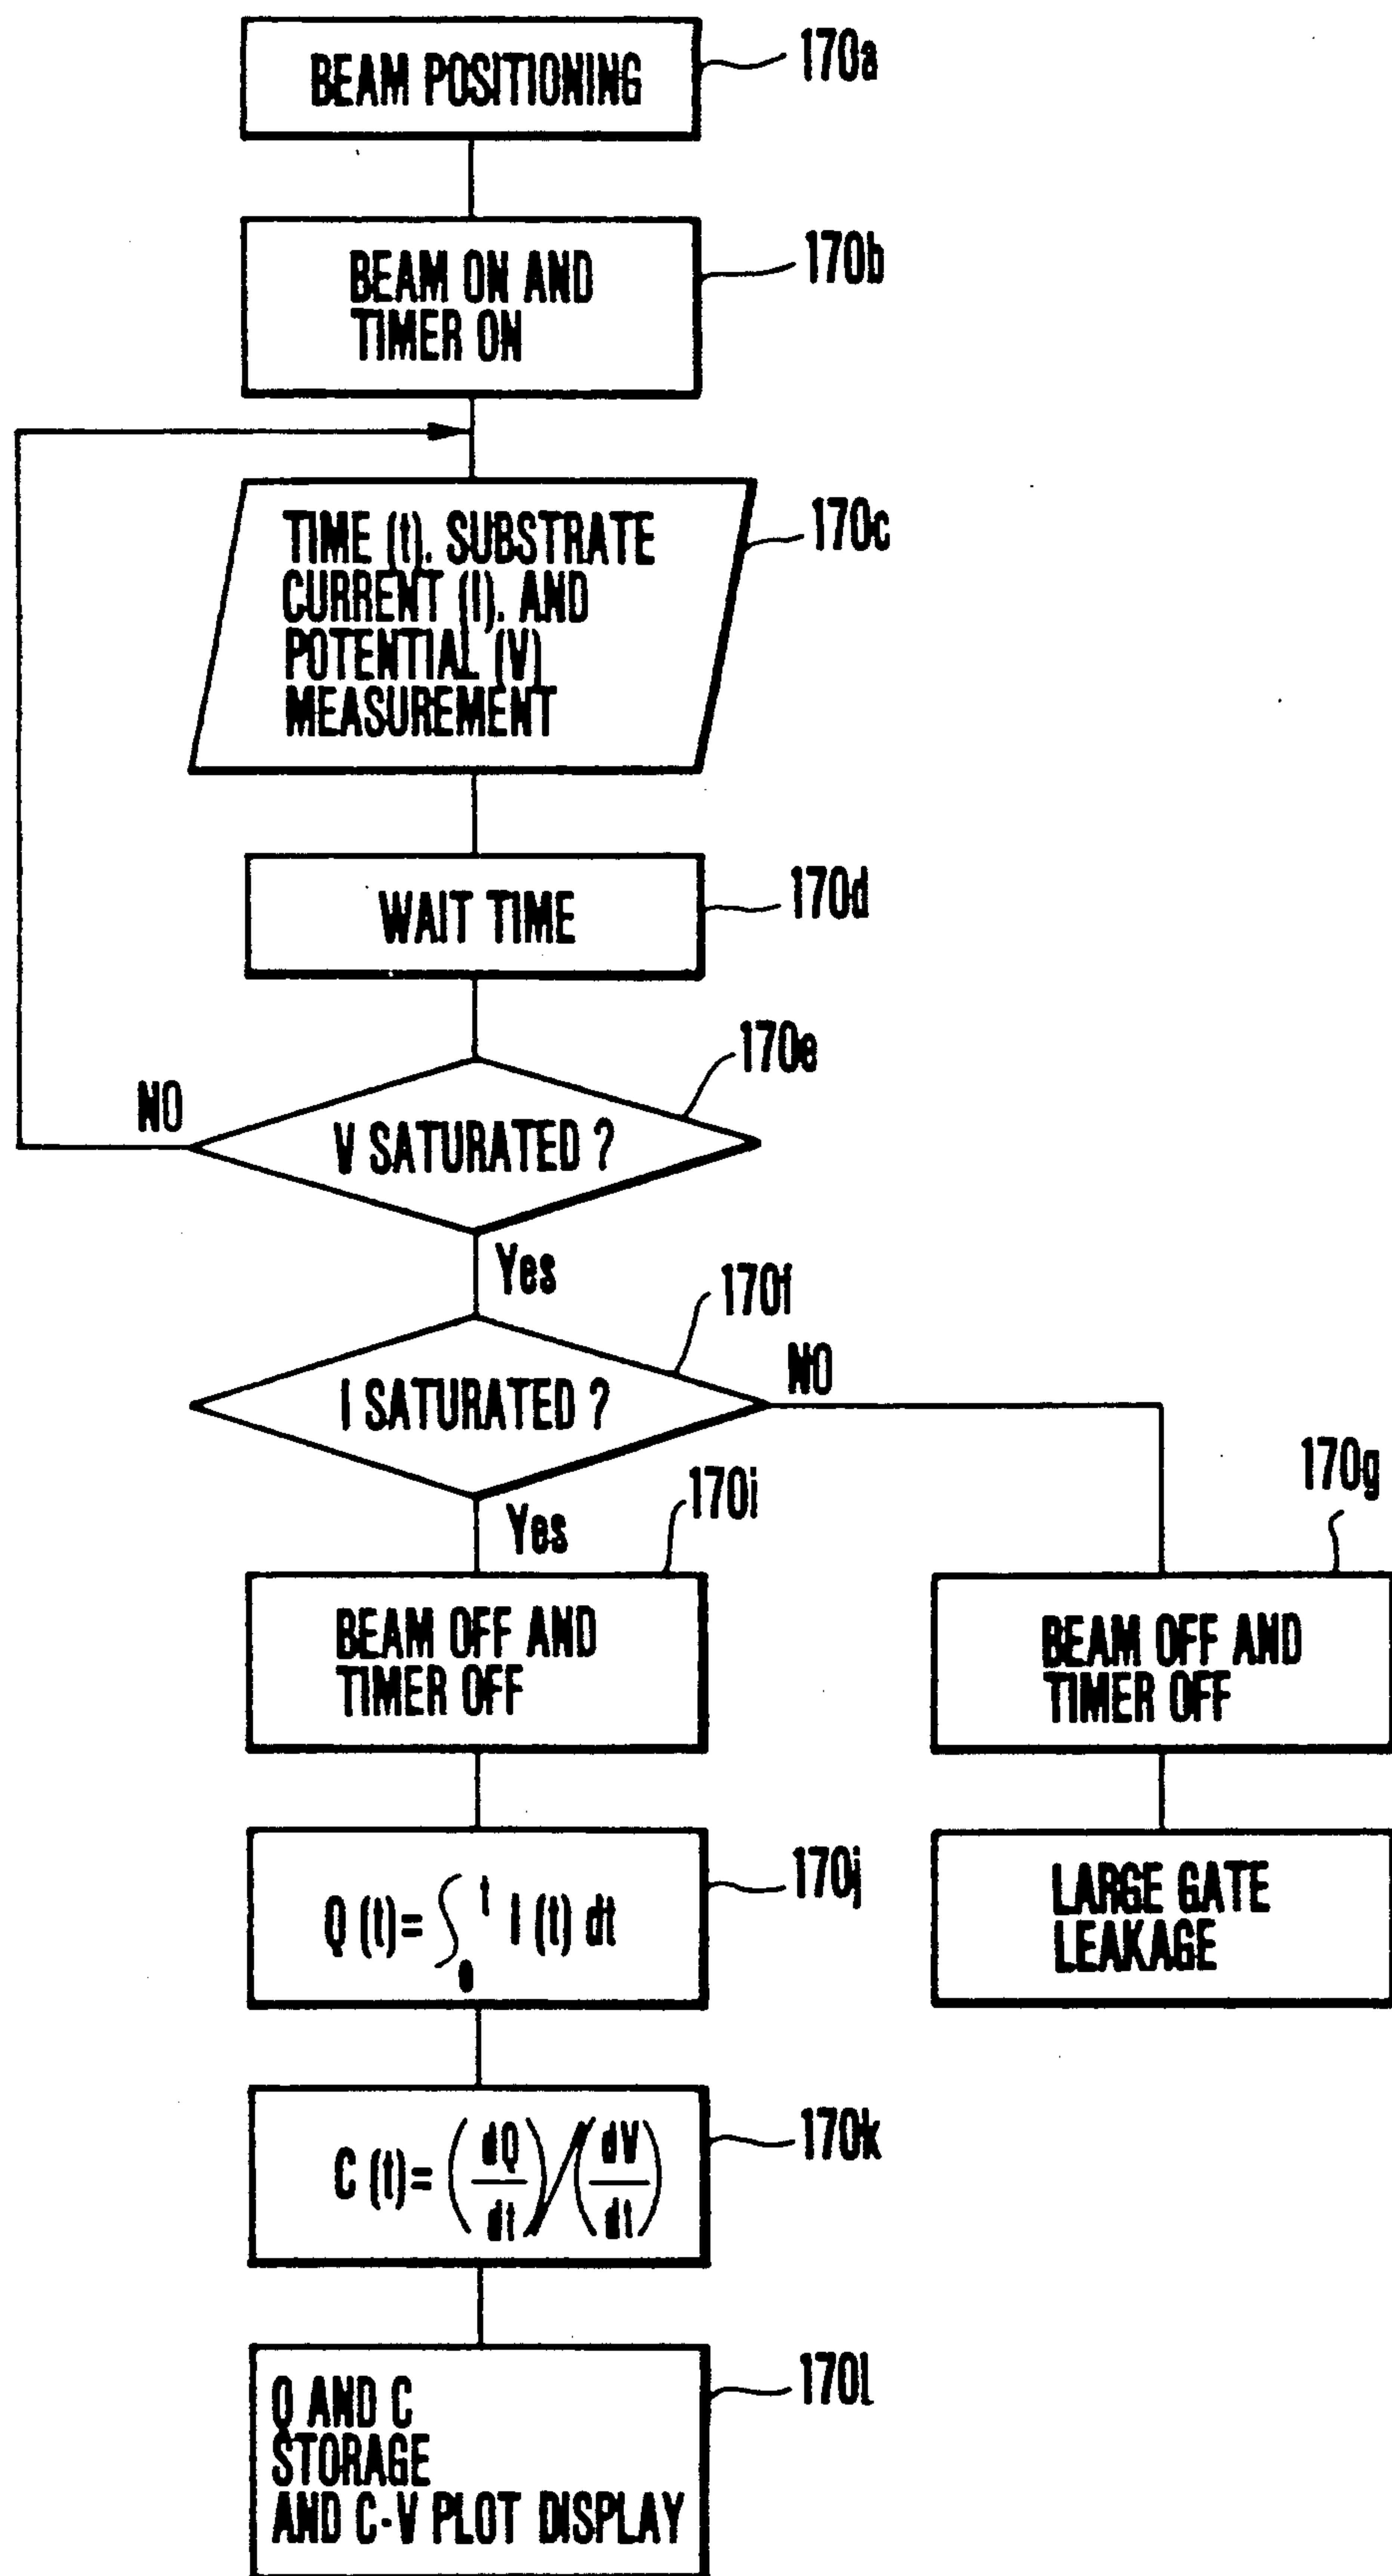 BEAM POSITIONING
170a
BEAM ON AND
TIMER ON
170b
TIME (t). SUBSTRATE
CURRENT (I). AND
POTENTIAL (V)
MEASUREMENT
170c
WAIT TIME
170d
V SATURATED ?
170e
NO
Yes
I SATURATED ?
170f
NO
Yes
BEAM OFF AND
TIMER OFF
170i
BEAM OFF AND
TIMER OFF
170g
Q (t) = ∫₀ᵗ I (t) dt
170j
LARGE GATE
LEAKAGE
C (t) = (dQ/dt)/(dV/dt)
170k
Q AND C
STORAGE
AND C-V PLOT DISPLAY
170l